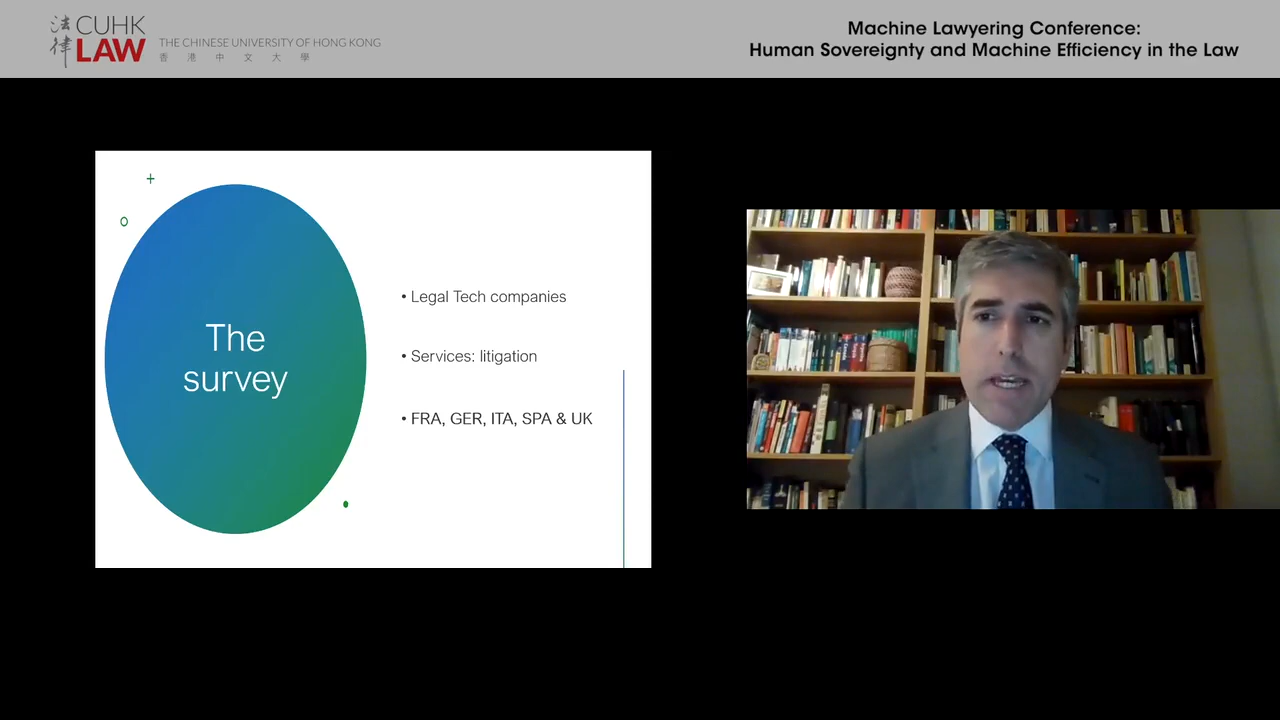 法律
CUHK
LAW
THE CHINESE UNIVERSITY OF HONG KONG
香港中文大學
Machine Lawyering Conference:
Human Sovereignty and Machine Efficiency in the Law
The
survey
• Legal Tech companies
• Services: litigation
• FRA, GER, ITA, SPA & UK